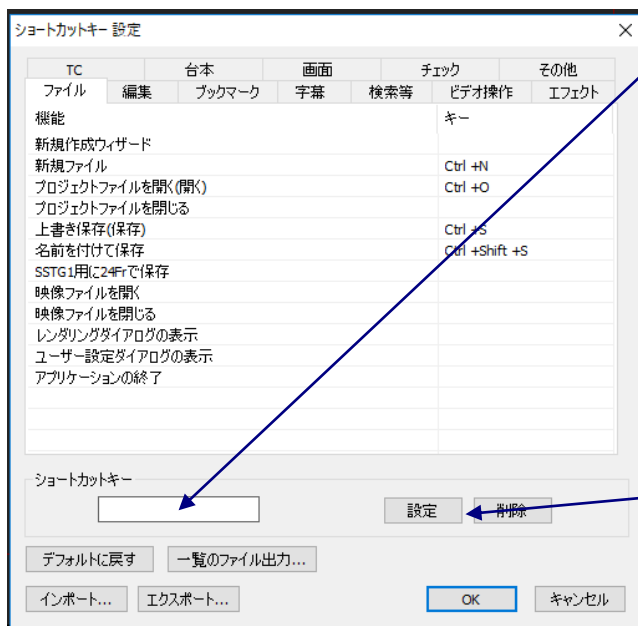 ショートカットキー 設定
TC 台本 画面 チェック その他
ファイル 編集 ブックマーク 字幕 検索等 ビデオ操作 エフェクト
機能 キー
新規作成ウィザード
新規ファイル Ctrl +N
プロジェクトファイルを開く(開く) Ctrl +O
プロジェクトファイルを閉じる
上書き保存(保存) Ctrl +S
名前を付けて保存 Ctrl +Shift +S
SSTG1用に24Frで保存
映像ファイルを開く
映像ファイルを閉じる
レンダリングダイアログの表示
ユーザー設定ダイアログの表示
アプリケーションの終了
ショートカットキー
設定 削除
デフォルトに戻す 一覧のファイル出力...
インポート... エクスポート... OK キャンセル